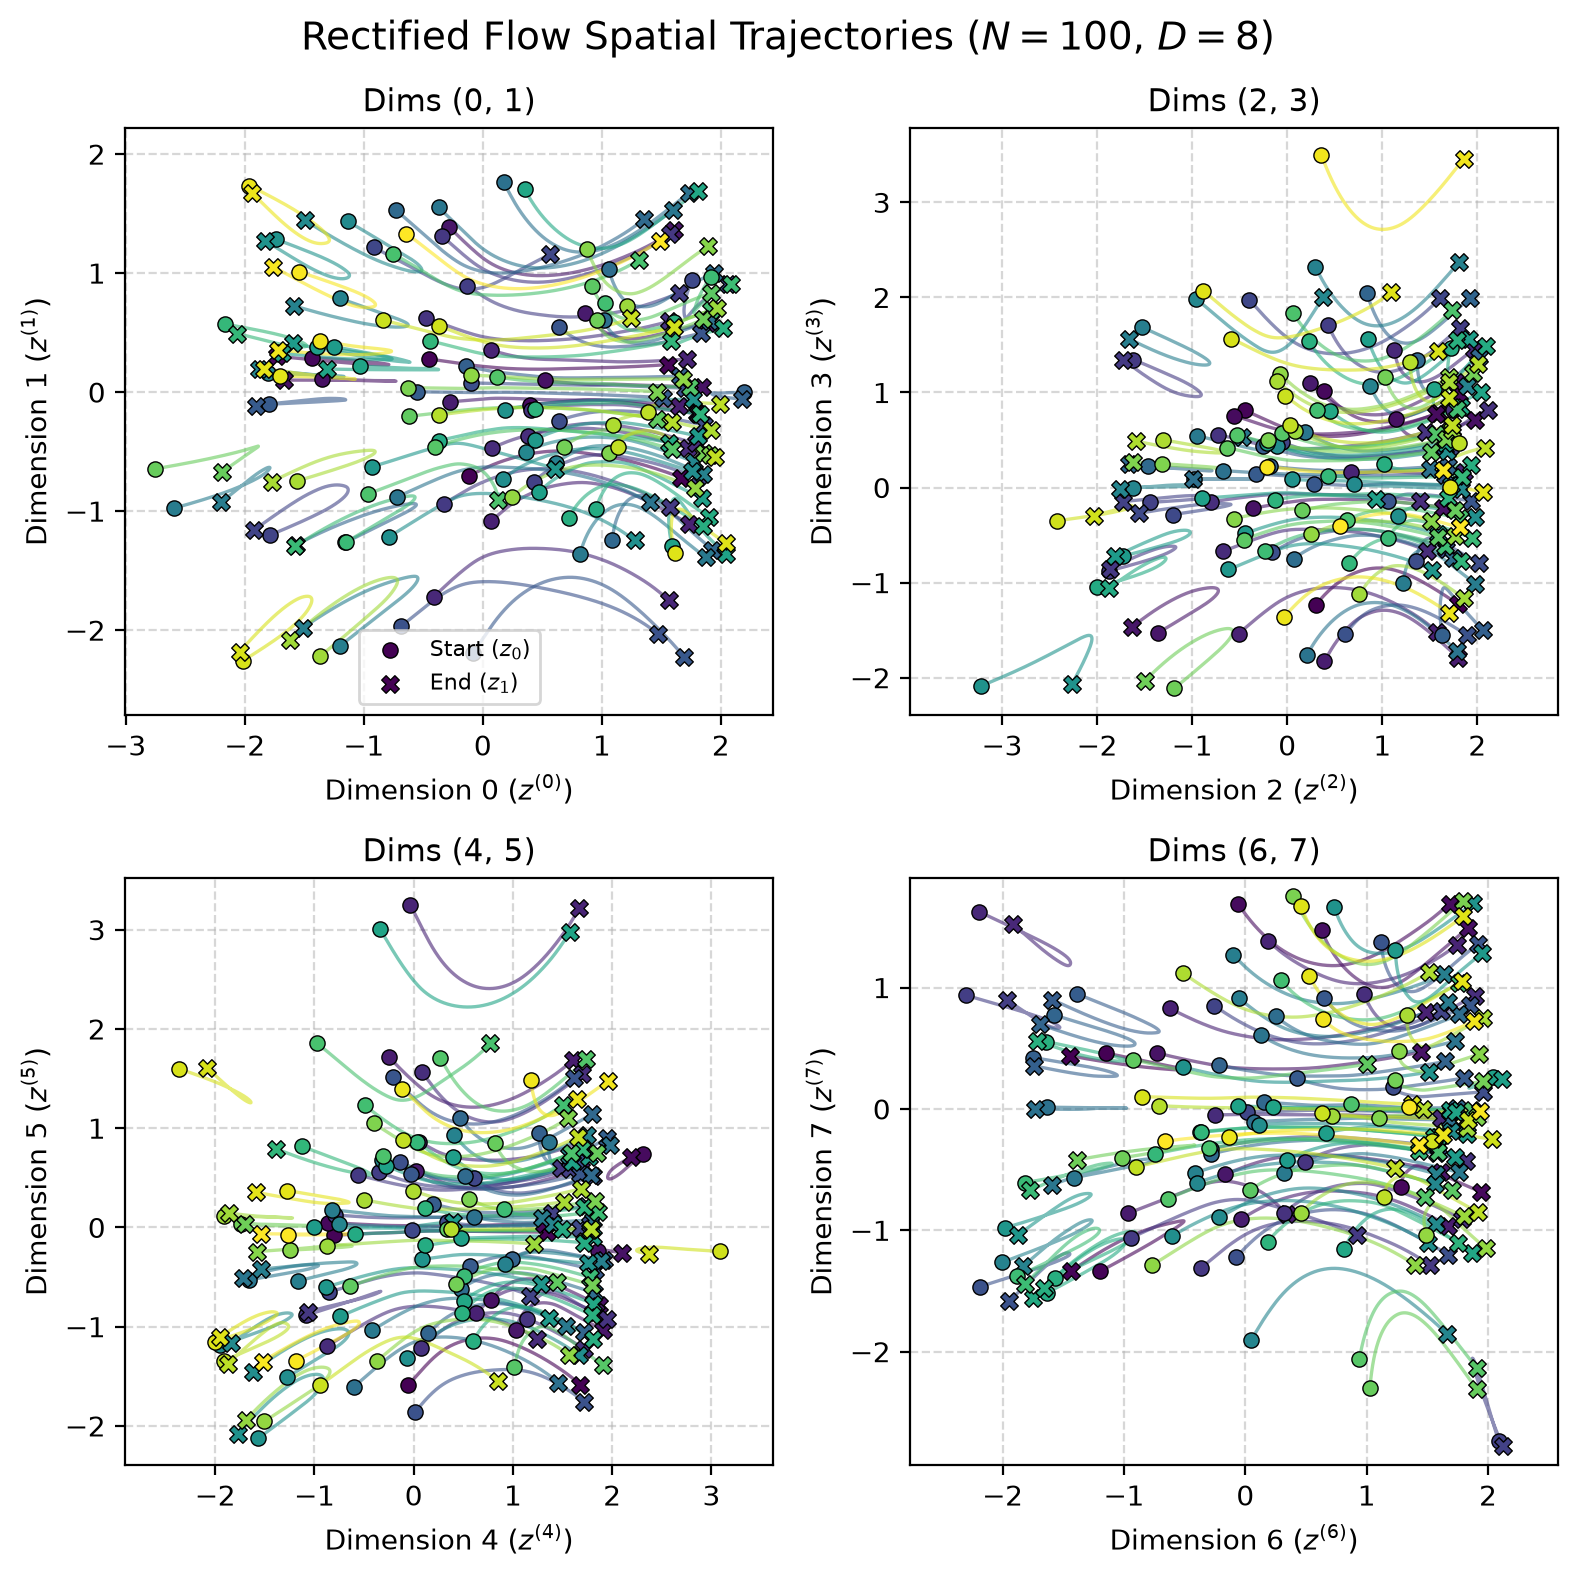 Rectified Flow Spatial Trajectories (N = 100, D = 8)
Dims (0, 1)
Dimension 1 (z⁽¹⁾)
2
1
0
−1
−2
−3
−2
−1
0
1
2
Dimension 0 (z⁽⁰⁾)
Start (z₀)
End (z₁)
Dims (2, 3)
Dimension 3 (z⁽³⁾)
3
2
1
0
−1
−2
−3
−2
−1
0
1
2
Dimension 2 (z⁽²⁾)
Dims (4, 5)
Dimension 5 (z⁽⁵⁾)
3
2
1
0
−1
−2
−2
−1
0
1
2
3
Dimension 4 (z⁽⁴⁾)
Dims (6, 7)
Dimension 7 (z⁽⁷⁾)
1
0
−1
−2
−2
−1
0
1
2
Dimension 6 (z⁽⁶⁾)